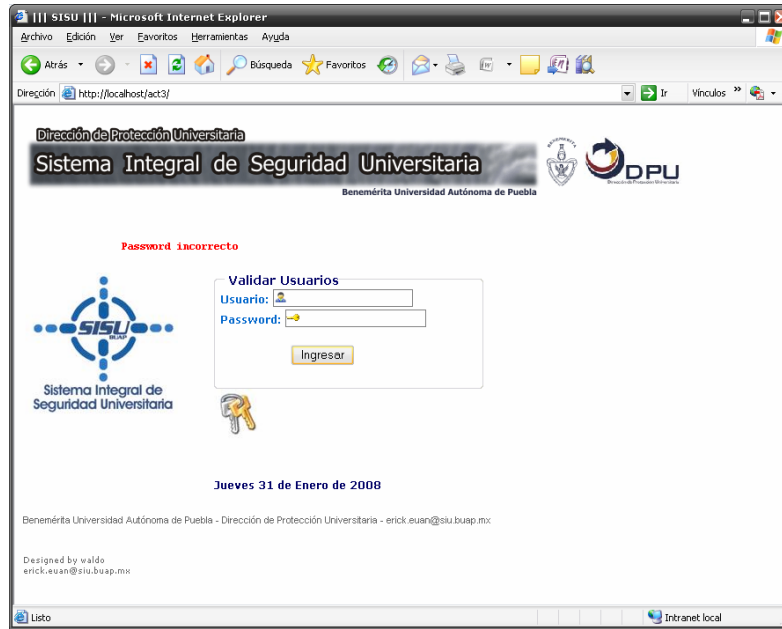 ||| SISU ||| - Microsoft Internet Explorer
Archivo Edición Ver Favoritos Herramientas Ayuda
Atrás Búsqueda Favoritos
Dirección http://localhost/act3/ Ir Vínculos »
Dirección de Protección Universitaria
Sistema Integral de Seguridad Universitaria
DPU
Dirección de Protección Universitaria
Benemérita Universidad Autónoma de Puebla
Password incorrecto
Validar Usuarios
Usuario:
Password:
Ingresar
SISU
BUAP
Sistema Integral de
Seguridad Universitaria
Jueves 31 de Enero de 2008
Benemérita Universidad Autónoma de Puebla - Dirección de Protección Universitaria - erick.euan@siu.buap.mx
Designed by waldo
erick.euan@siu.buap.mx
Listo Intranet local